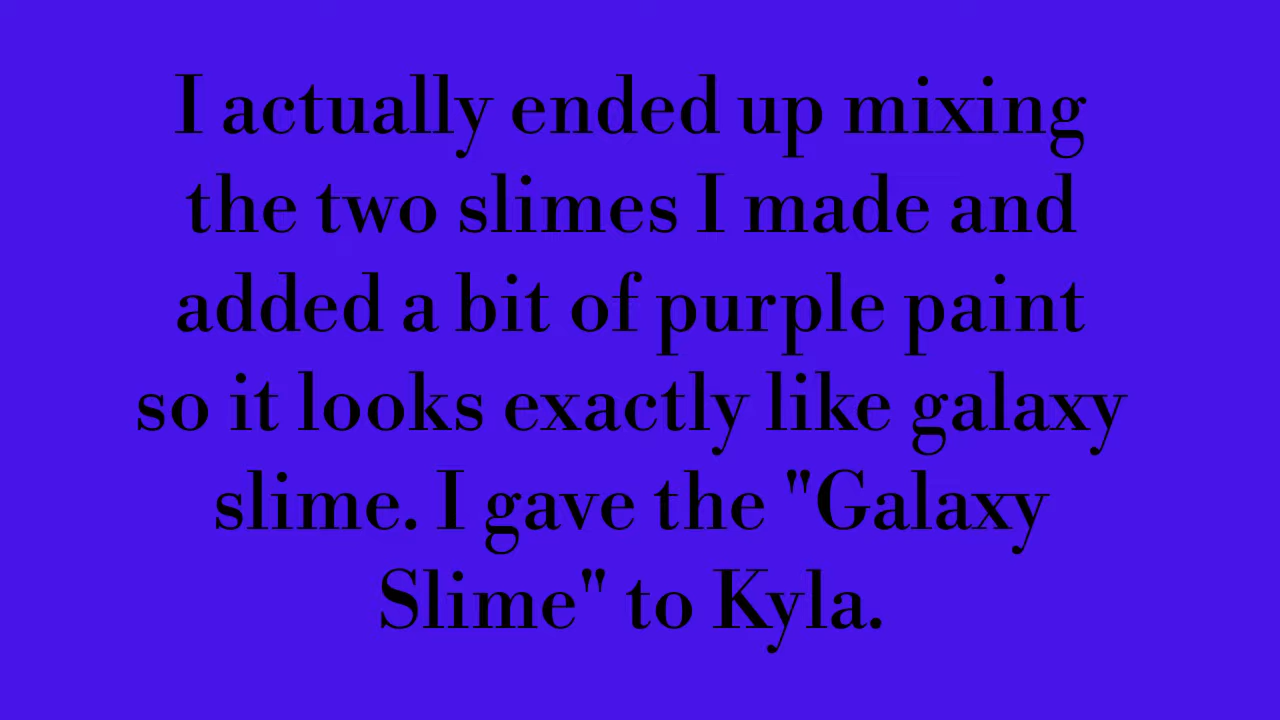 I actually ended up mixing
the two slimes I made and
added a bit of purple paint
so it looks exactly like galaxy
slime. I gave the "Galaxy
Slime" to Kyla.